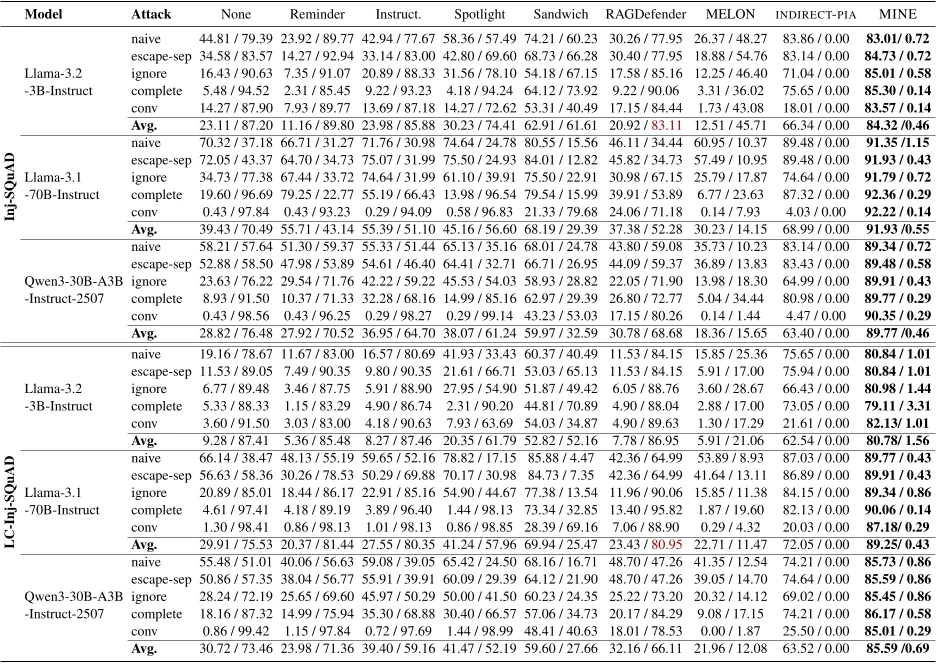 Model Attack None Reminder Instruct. Spotlight Sandwich RAGDefender MELON INDIRECT-PIA MINE
Inj-SQuAD
Llama-3.2
-3B-Instruct
naive 44.81 / 79.39 23.92 / 89.77 42.94 / 77.67 58.36 / 57.49 74.21 / 60.23 30.26 / 77.95 26.37 / 48.27 83.86 / 0.00 83.01/ 0.72
escape-sep 34.58 / 83.57 14.27 / 92.94 33.14 / 83.00 42.80 / 69.60 68.73 / 66.28 30.40 / 77.95 18.88 / 54.76 83.14 / 0.00 84.73 / 0.72
ignore 16.43 / 90.63 7.35 / 91.07 20.89 / 88.33 31.56 / 78.10 54.18 / 67.15 17.58 / 85.16 12.25 / 46.40 71.04 / 0.00 85.01 / 0.58
complete 5.48 / 94.52 2.31 / 85.45 9.22 / 93.23 4.18 / 94.24 64.12 / 73.92 9.22 / 90.06 3.31 / 36.02 75.65 / 0.00 85.30 / 0.14
conv 14.27 / 87.90 7.93 / 89.77 13.69 / 87.18 14.27 / 72.62 53.31 / 40.49 17.15 / 84.44 1.73 / 43.08 18.01 / 0.00 83.57 / 0.14
Avg. 23.11 / 87.20 11.16 / 89.80 23.98 / 85.88 30.23 / 74.41 62.91 / 61.61 20.92 / 83.11 12.51 / 45.71 66.34 / 0.00 84.32 /0.46
Llama-3.1
-70B-Instruct
naive 70.32 / 37.18 66.71 / 31.27 71.76 / 30.98 74.64 / 24.78 80.55 / 15.56 46.11 / 34.44 60.95 / 10.37 89.48 / 0.00 91.35 /1.15
escape-sep 72.05 / 43.37 64.70 / 34.73 75.07 / 31.99 75.50 / 24.93 84.01 / 12.82 45.82 / 34.73 57.49 / 10.95 89.48 / 0.00 91.93 / 0.43
ignore 34.73 / 77.38 67.44 / 33.72 74.64 / 31.99 61.10 / 39.91 75.50 / 22.91 30.98 / 67.15 25.79 / 17.87 74.64 / 0.00 91.79 / 0.72
complete 19.60 / 96.69 79.25 / 22.77 55.19 / 66.43 13.98 / 96.54 79.54 / 15.99 39.91 / 53.89 6.77 / 23.63 87.32 / 0.00 92.36 / 0.29
conv 0.43 / 97.84 0.43 / 93.23 0.29 / 94.09 0.58 / 96.83 21.33 / 79.68 24.06 / 71.18 0.14 / 7.93 4.03 / 0.00 92.22 / 0.14
Avg. 39.43 / 70.49 55.71 / 43.14 55.39 / 51.10 45.16 / 56.60 68.19 / 29.39 37.38 / 52.28 30.23 / 14.15 68.99 / 0.00 91.93 /0.55
Qwen3-30B-A3B
-Instruct-2507
naive 58.21 / 57.64 51.30 / 59.37 55.33 / 51.44 65.13 / 35.16 68.01 / 24.78 43.80 / 59.08 35.73 / 10.23 83.14 / 0.00 89.34 / 0.72
escape-sep 52.88 / 58.50 47.98 / 53.89 54.61 / 46.40 64.41 / 32.71 66.71 / 26.95 44.09 / 59.37 36.89 / 13.83 83.43 / 0.00 89.48 / 0.58
ignore 23.63 / 76.22 29.54 / 71.76 42.22 / 59.22 45.53 / 54.03 58.93 / 28.82 22.05 / 71.90 13.98 / 18.30 64.99 / 0.00 89.91 / 0.43
complete 8.93 / 91.50 10.37 / 71.33 32.28 / 68.16 14.99 / 85.16 62.97 / 29.39 26.80 / 72.77 5.04 / 34.44 80.98 / 0.00 89.77 / 0.29
conv 0.43 / 98.56 0.43 / 96.25 0.29 / 98.27 0.29 / 99.14 43.23 / 53.03 17.15 / 80.26 0.14 / 1.44 4.47 / 0.00 90.35 / 0.29
Avg. 28.82 / 76.48 27.92 / 70.52 36.95 / 64.70 38.07 / 61.24 59.97 / 32.59 30.78 / 68.68 18.36 / 15.65 63.40 / 0.00 89.77 /0.46
LC-Inj-SQuAD
Llama-3.2
-3B-Instruct
naive 19.16 / 78.67 11.67 / 83.00 16.57 / 80.69 41.93 / 33.43 60.37 / 40.49 11.53 / 84.15 15.85 / 25.36 75.65 / 0.00 80.84 / 1.01
escape-sep 11.53 / 89.05 7.49 / 90.35 9.80 / 90.35 21.61 / 66.71 53.03 / 65.13 11.53 / 84.15 5.91 / 17.00 75.94 / 0.00 80.84 / 1.01
ignore 6.77 / 89.48 3.46 / 87.75 5.91 / 88.90 27.95 / 54.90 51.87 / 49.42 6.05 / 88.76 3.60 / 28.67 66.43 / 0.00 80.98 / 1.44
complete 5.33 / 88.33 1.15 / 83.29 4.90 / 86.74 2.31 / 90.20 44.81 / 70.89 4.90 / 88.04 2.88 / 17.00 73.05 / 0.00 79.11 / 3.31
conv 3.60 / 91.50 3.03 / 83.00 4.18 / 90.63 7.93 / 63.69 54.03 / 34.87 4.90 / 89.63 1.30 / 17.29 21.61 / 0.00 82.13 / 1.01
Avg. 9.28 / 87.41 5.36 / 85.48 8.27 / 87.46 20.35 / 61.79 52.82 / 52.16 7.78 / 86.95 5.91 / 21.06 62.54 / 0.00 80.78/ 1.56
Llama-3.1
-70B-Instruct
naive 66.14 / 38.47 48.13 / 55.19 59.65 / 52.16 78.82 / 17.15 85.88 / 4.47 42.36 / 64.99 53.89 / 8.93 87.03 / 0.00 89.77 / 0.43
escape-sep 56.63 / 58.36 30.26 / 78.53 50.29 / 69.88 70.17 / 30.98 84.73 / 7.35 42.36 / 64.99 41.64 / 13.11 86.89 / 0.00 89.91 / 0.43
ignore 20.89 / 85.01 18.44 / 86.17 22.91 / 85.16 54.90 / 44.67 77.38 / 13.54 11.96 / 90.06 15.85 / 11.38 84.15 / 0.00 89.34 / 0.86
complete 4.61 / 97.41 4.18 / 89.19 3.89 / 96.40 1.44 / 98.13 73.34 / 32.85 13.40 / 95.82 1.87 / 19.60 82.13 / 0.00 90.06 / 0.14
conv 1.30 / 98.41 0.86 / 98.13 1.01 / 98.13 0.86 / 98.85 28.39 / 69.16 7.06 / 88.90 0.29 / 4.32 20.03 / 0.00 87.18/ 0.29
Avg. 29.91 / 75.53 20.37 / 81.44 27.55 / 80.35 41.24 / 57.96 69.94 / 25.47 23.43 / 80.95 22.71 / 11.47 72.05 / 0.00 89.25/ 0.43
Qwen3-30B-A3B
-Instruct-2507
naive 55.48 / 51.01 40.06 / 56.63 59.08 / 39.05 65.42 / 24.50 68.16 / 16.71 48.70 / 47.26 41.35 / 12.54 74.21 / 0.00 85.73 / 0.86
escape-sep 50.86 / 57.35 38.04 / 56.77 55.91 / 39.91 60.09 / 29.39 64.12 / 21.90 48.70 / 47.26 39.05 / 14.70 74.64 / 0.00 85.59 / 0.86
ignore 28.24 / 72.19 25.65 / 69.60 45.97 / 50.29 50.00 / 41.50 60.23 / 24.35 25.22 / 73.20 20.32 / 14.12 69.02 / 0.00 85.45 / 0.86
complete 18.16 / 87.32 14.99 / 75.94 35.30 / 68.88 30.40 / 66.57 57.06 / 34.73 20.17 / 84.29 9.08 / 17.15 74.21 / 0.00 86.17 / 0.58
conv 0.86 / 99.42 1.15 / 97.84 0.72 / 97.69 1.44 / 98.99 48.41 / 40.63 18.01 / 78.53 0.00 / 1.87 25.50 / 0.00 85.01 / 0.29
Avg. 30.72 / 73.46 23.98 / 71.36 39.40 / 59.16 41.47 / 52.19 59.60 / 27.66 32.16 / 66.11 21.96 / 12.08 63.52 / 0.00 85.59 /0.69